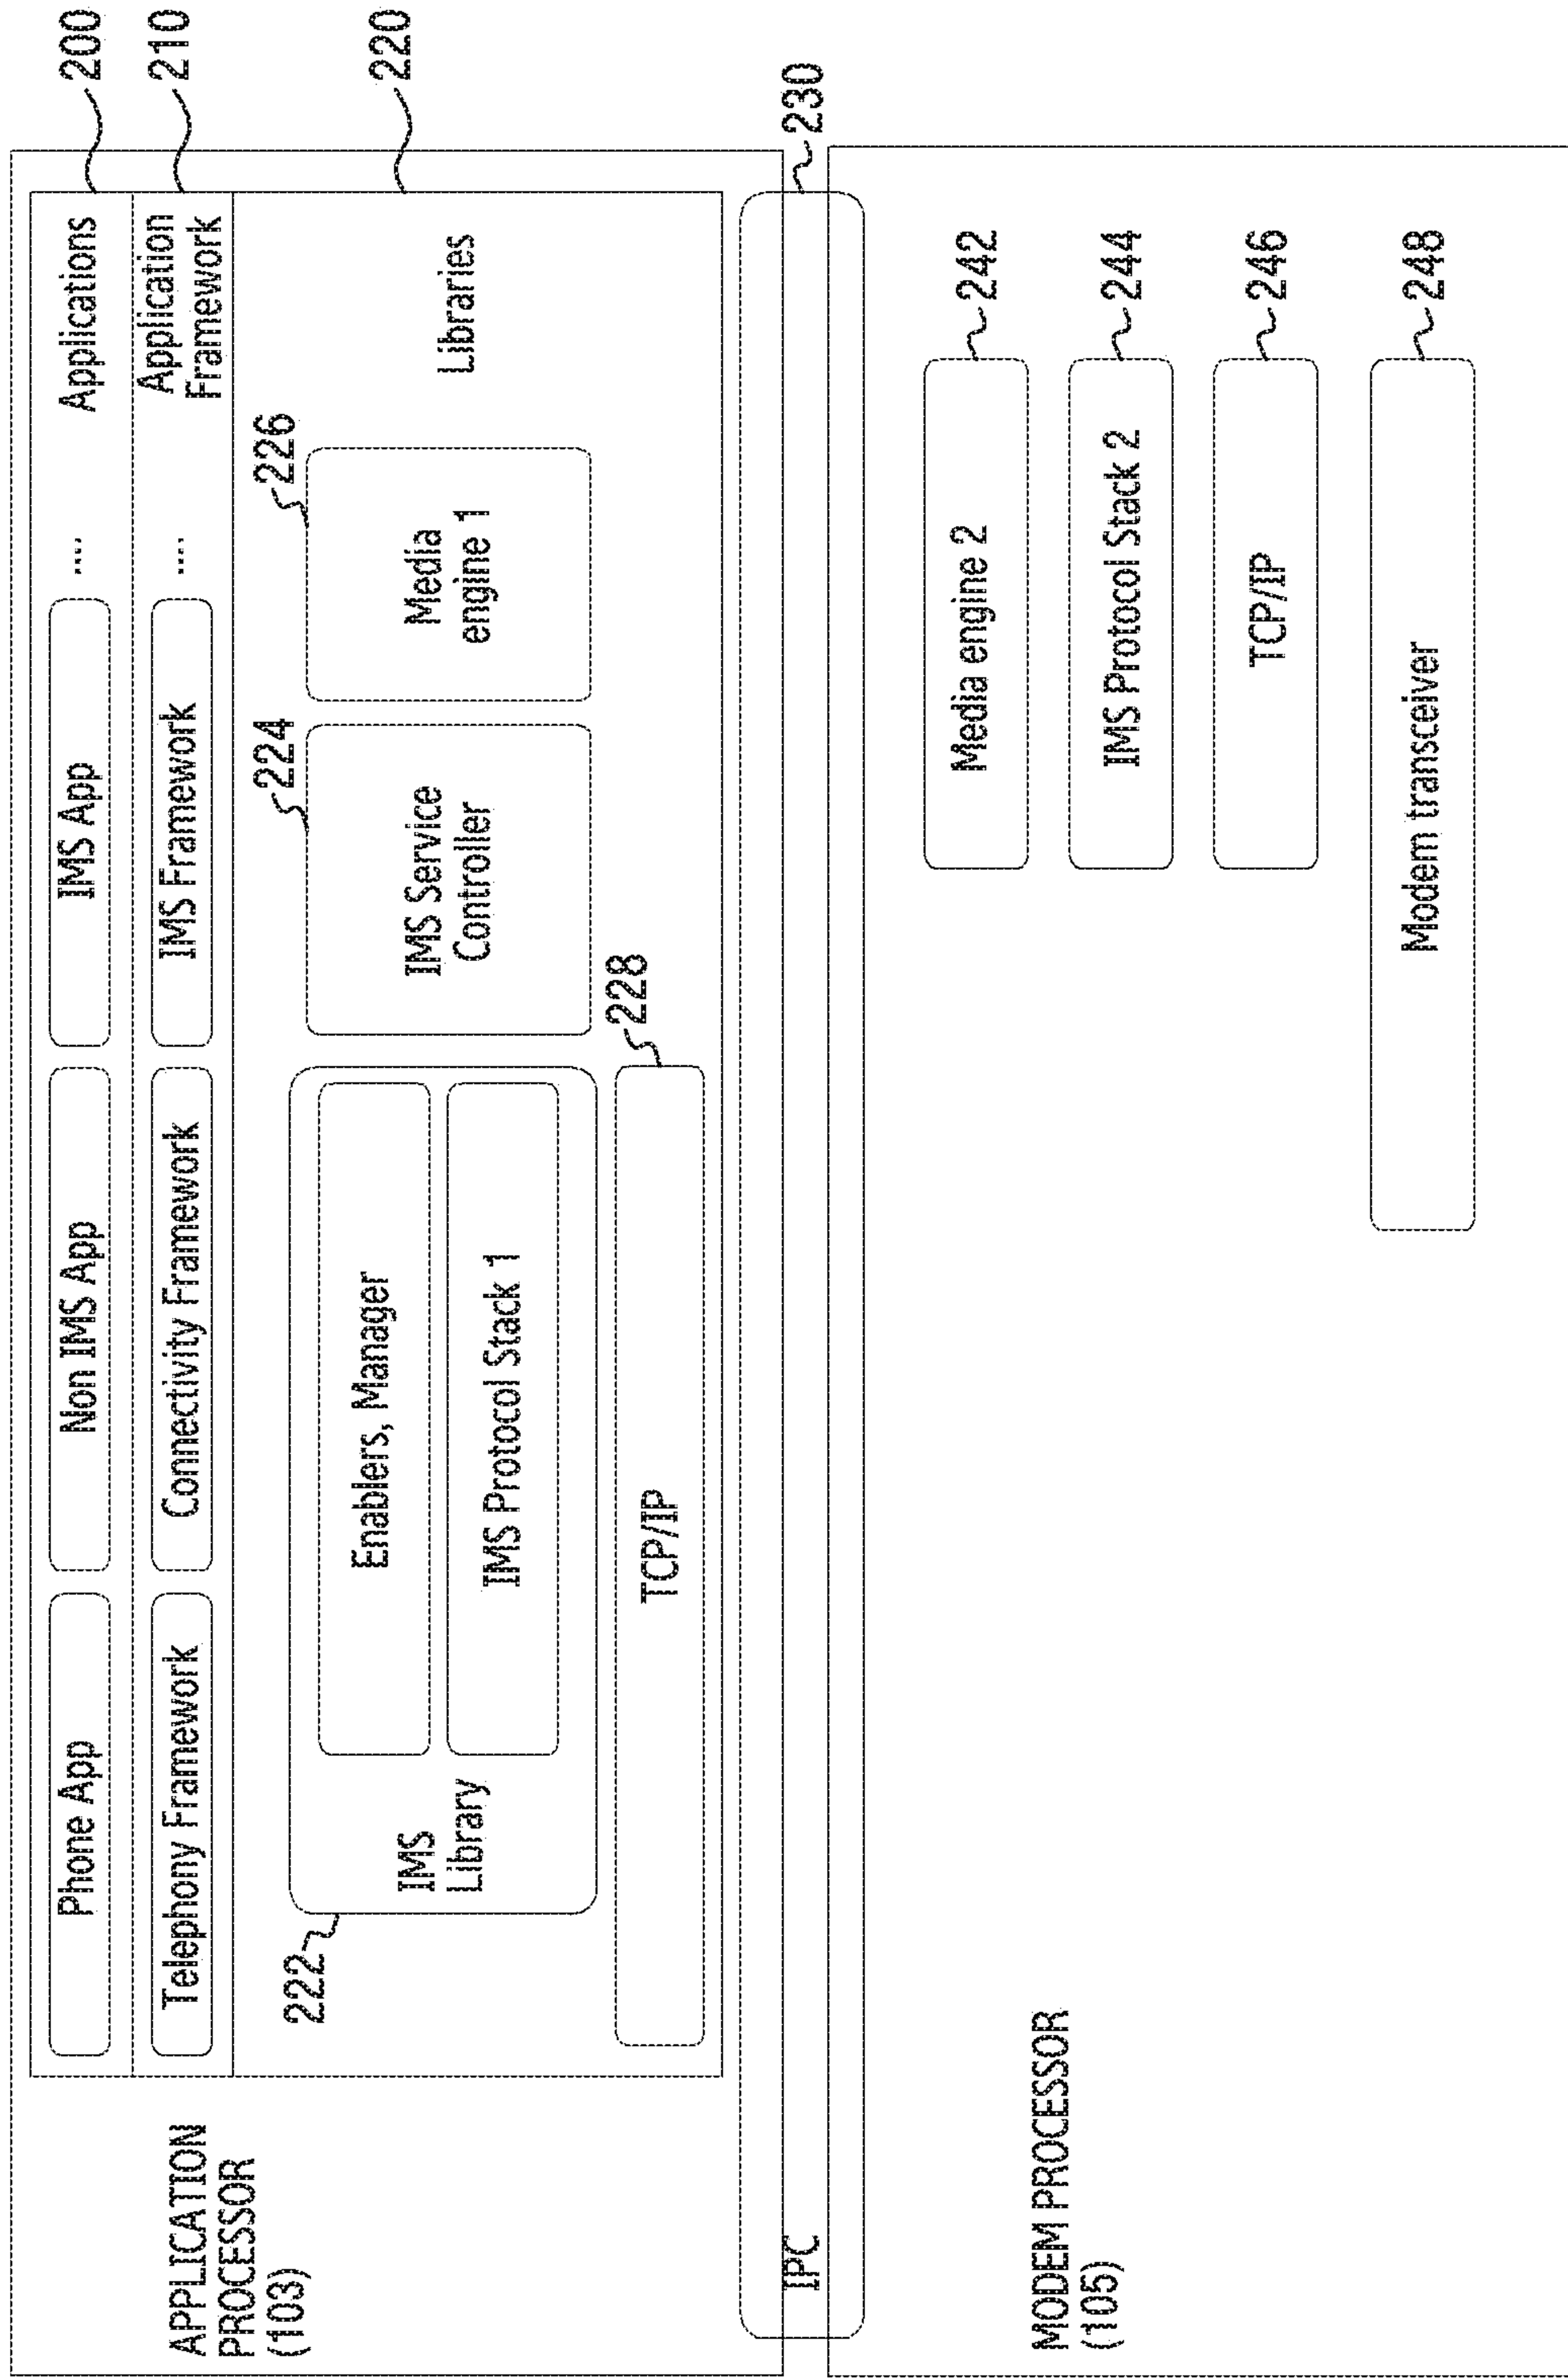 APPLICATION
PROCESSOR
(103)
Phone App
Non IMS App
IMS App
....
Applications
200
Telephony Framework
Connectivity Framework
IMS Framework
....
Application
Framework
210
222
IMS
Library
Enablers, Manager
IMS Protocol Stack 1
224
IMS Service
Controller
226
Media
engine 1
Libraries
220
TCP/IP
228
IPC
230
MODEM PROCESSOR
(105)
Media engine 2
242
IMS Protocol Stack 2
244
TCP/IP
246
Modem transceiver
248